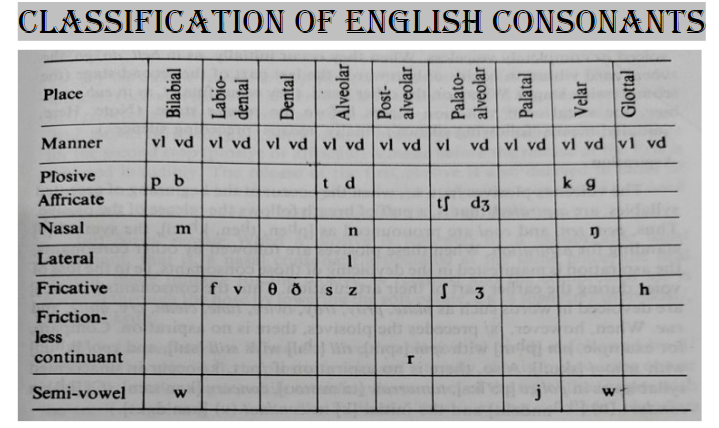 CLASSIFICATION OF ENGLISH CONSONANTS
Place Bilabial Labio-dental Dental Alveolar Post-alveolar Palato-alveolar Palatal Velar Glottal
Manner vl vd vl vd vl vd vl vd vl vd vl vd vl vd vl vd vl vd
Plosive p b t d k g
Affricate tʃ dʒ
Nasal m n ŋ
Lateral l
Fricative f v θ ð s z ʃ ʒ h
Friction-
less
continuant r
Semi-vowel w j w